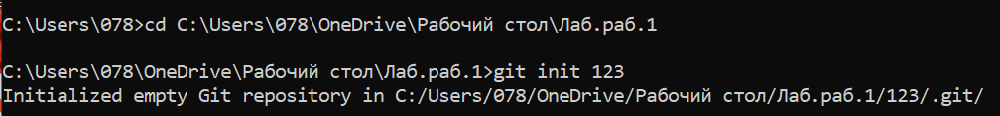 C:\Users\078>cd C:\Users\078\OneDrive\Рабочий стол\Лаб.раб.1
C:\Users\078\OneDrive\Рабочий стол\Лаб.раб.1>git init 123
Initialized empty Git repository in C:/Users/078/OneDrive/Рабочий стол/Лаб.раб.1/123/.git/